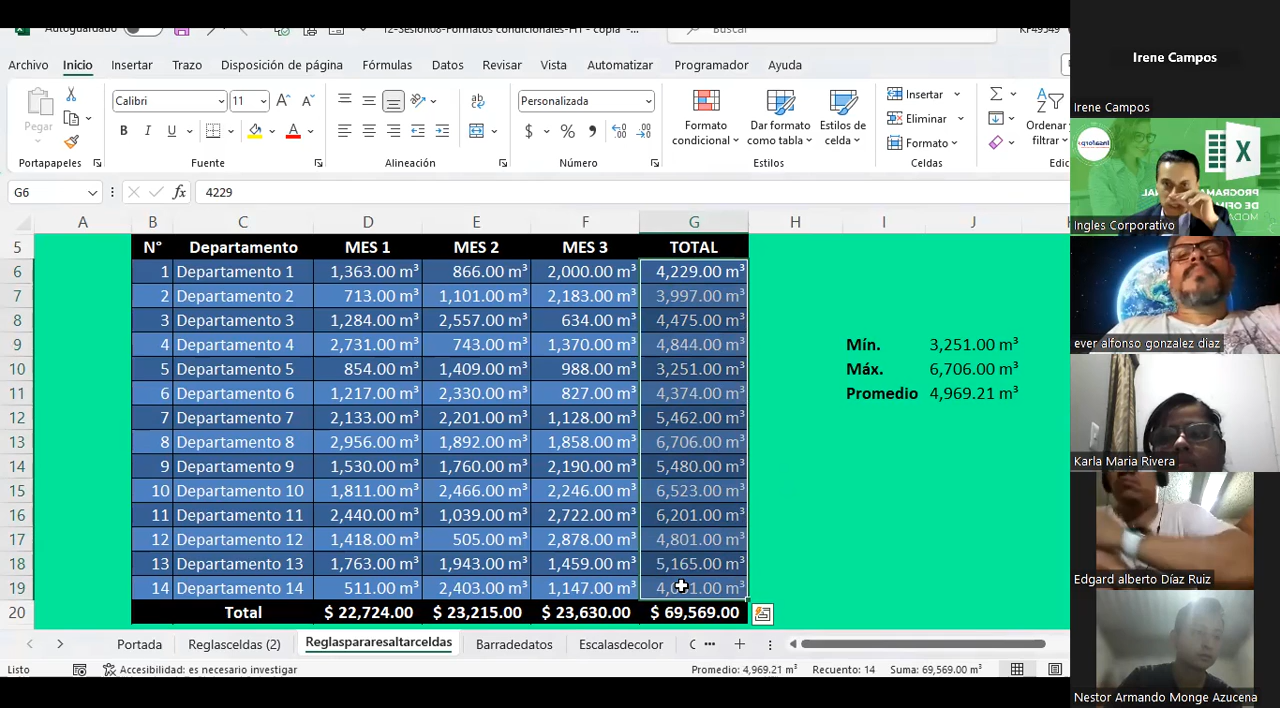 Autoguardado 12-Sesion08-Formatos condicionales-H1 - copia -... Buscar KF49549
Archivo Inicio Insertar Trazo Disposición de página Fórmulas Datos Revisar Vista Automatizar Programador Ayuda
Pegar
Calibri 11
Personalizada
Formato condicional
Dar formato como tabla
Estilos de celda
Insertar
Eliminar
Formato
Ordenar filtrar
Portapapeles Fuente Alineación Número Estilos Celdas Edic
G6 fx 4229
A B C D E F G H I J
5 N° Departamento MES 1 MES 2 MES 3 TOTAL
6 1 Departamento 1 1,363.00 m³ 866.00 m³ 2,000.00 m³ 4,229.00 m³
7 2 Departamento 2 713.00 m³ 1,101.00 m³ 2,183.00 m³ 3,997.00 m³
8 3 Departamento 3 1,284.00 m³ 2,557.00 m³ 634.00 m³ 4,475.00 m³
9 4 Departamento 4 2,731.00 m³ 743.00 m³ 1,370.00 m³ 4,844.00 m³ Mín. 3,251.00 m³
10 5 Departamento 5 854.00 m³ 1,409.00 m³ 988.00 m³ 3,251.00 m³ Máx. 6,706.00 m³
11 6 Departamento 6 1,217.00 m³ 2,330.00 m³ 827.00 m³ 4,374.00 m³ Promedio 4,969.21 m³
12 7 Departamento 7 2,133.00 m³ 2,201.00 m³ 1,128.00 m³ 5,462.00 m³
13 8 Departamento 8 2,956.00 m³ 1,892.00 m³ 1,858.00 m³ 6,706.00 m³
14 9 Departamento 9 1,530.00 m³ 1,760.00 m³ 2,190.00 m³ 5,480.00 m³
15 10 Departamento 10 1,811.00 m³ 2,466.00 m³ 2,246.00 m³ 6,523.00 m³
16 11 Departamento 11 2,440.00 m³ 1,039.00 m³ 2,722.00 m³ 6,201.00 m³
17 12 Departamento 12 1,418.00 m³ 505.00 m³ 2,878.00 m³ 4,801.00 m³
18 13 Departamento 13 1,763.00 m³ 1,943.00 m³ 1,459.00 m³ 5,165.00 m³
19 14 Departamento 14 511.00 m³ 2,403.00 m³ 1,147.00 m³
20 Total $ 22,724.00 $ 23,215.00 $ 23,630.00 $ 69,569.00
Portada Reglasceldas (2) Reglaspararesaltarceldas Barradedatos Escalasdecolor
Listo Accesibilidad: es necesario investigar Promedio: 4,969.21 m³ Recuento: 14 Suma: 69,569.00 m³
Irene Campos
Irene Campos
Ingles Corporativo
ever alfonso gonzalez diaz
Karla Maria Rivera
Edgard alberto Díaz Ruiz
Nestor Armando Monge Azucena